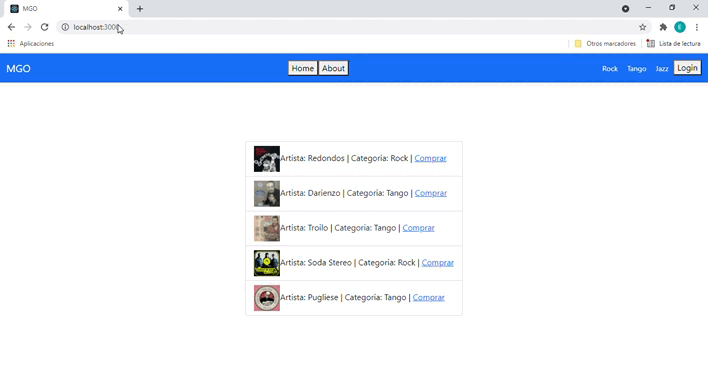 MGO
localhost:3000
E
Aplicaciones
Otros marcadores
Lista de lectura
MGO
Home About
Rock Tango Jazz Login
Artista: Redondos | Categoria: Rock | Comprar
Artista: Darienzo | Categoria: Tango | Comprar
Artista: Troilo | Categoria: Tango | Comprar
Artista: Soda Stereo | Categoria: Rock | Comprar
Artista: Pugliese | Categoria: Tango | Comprar